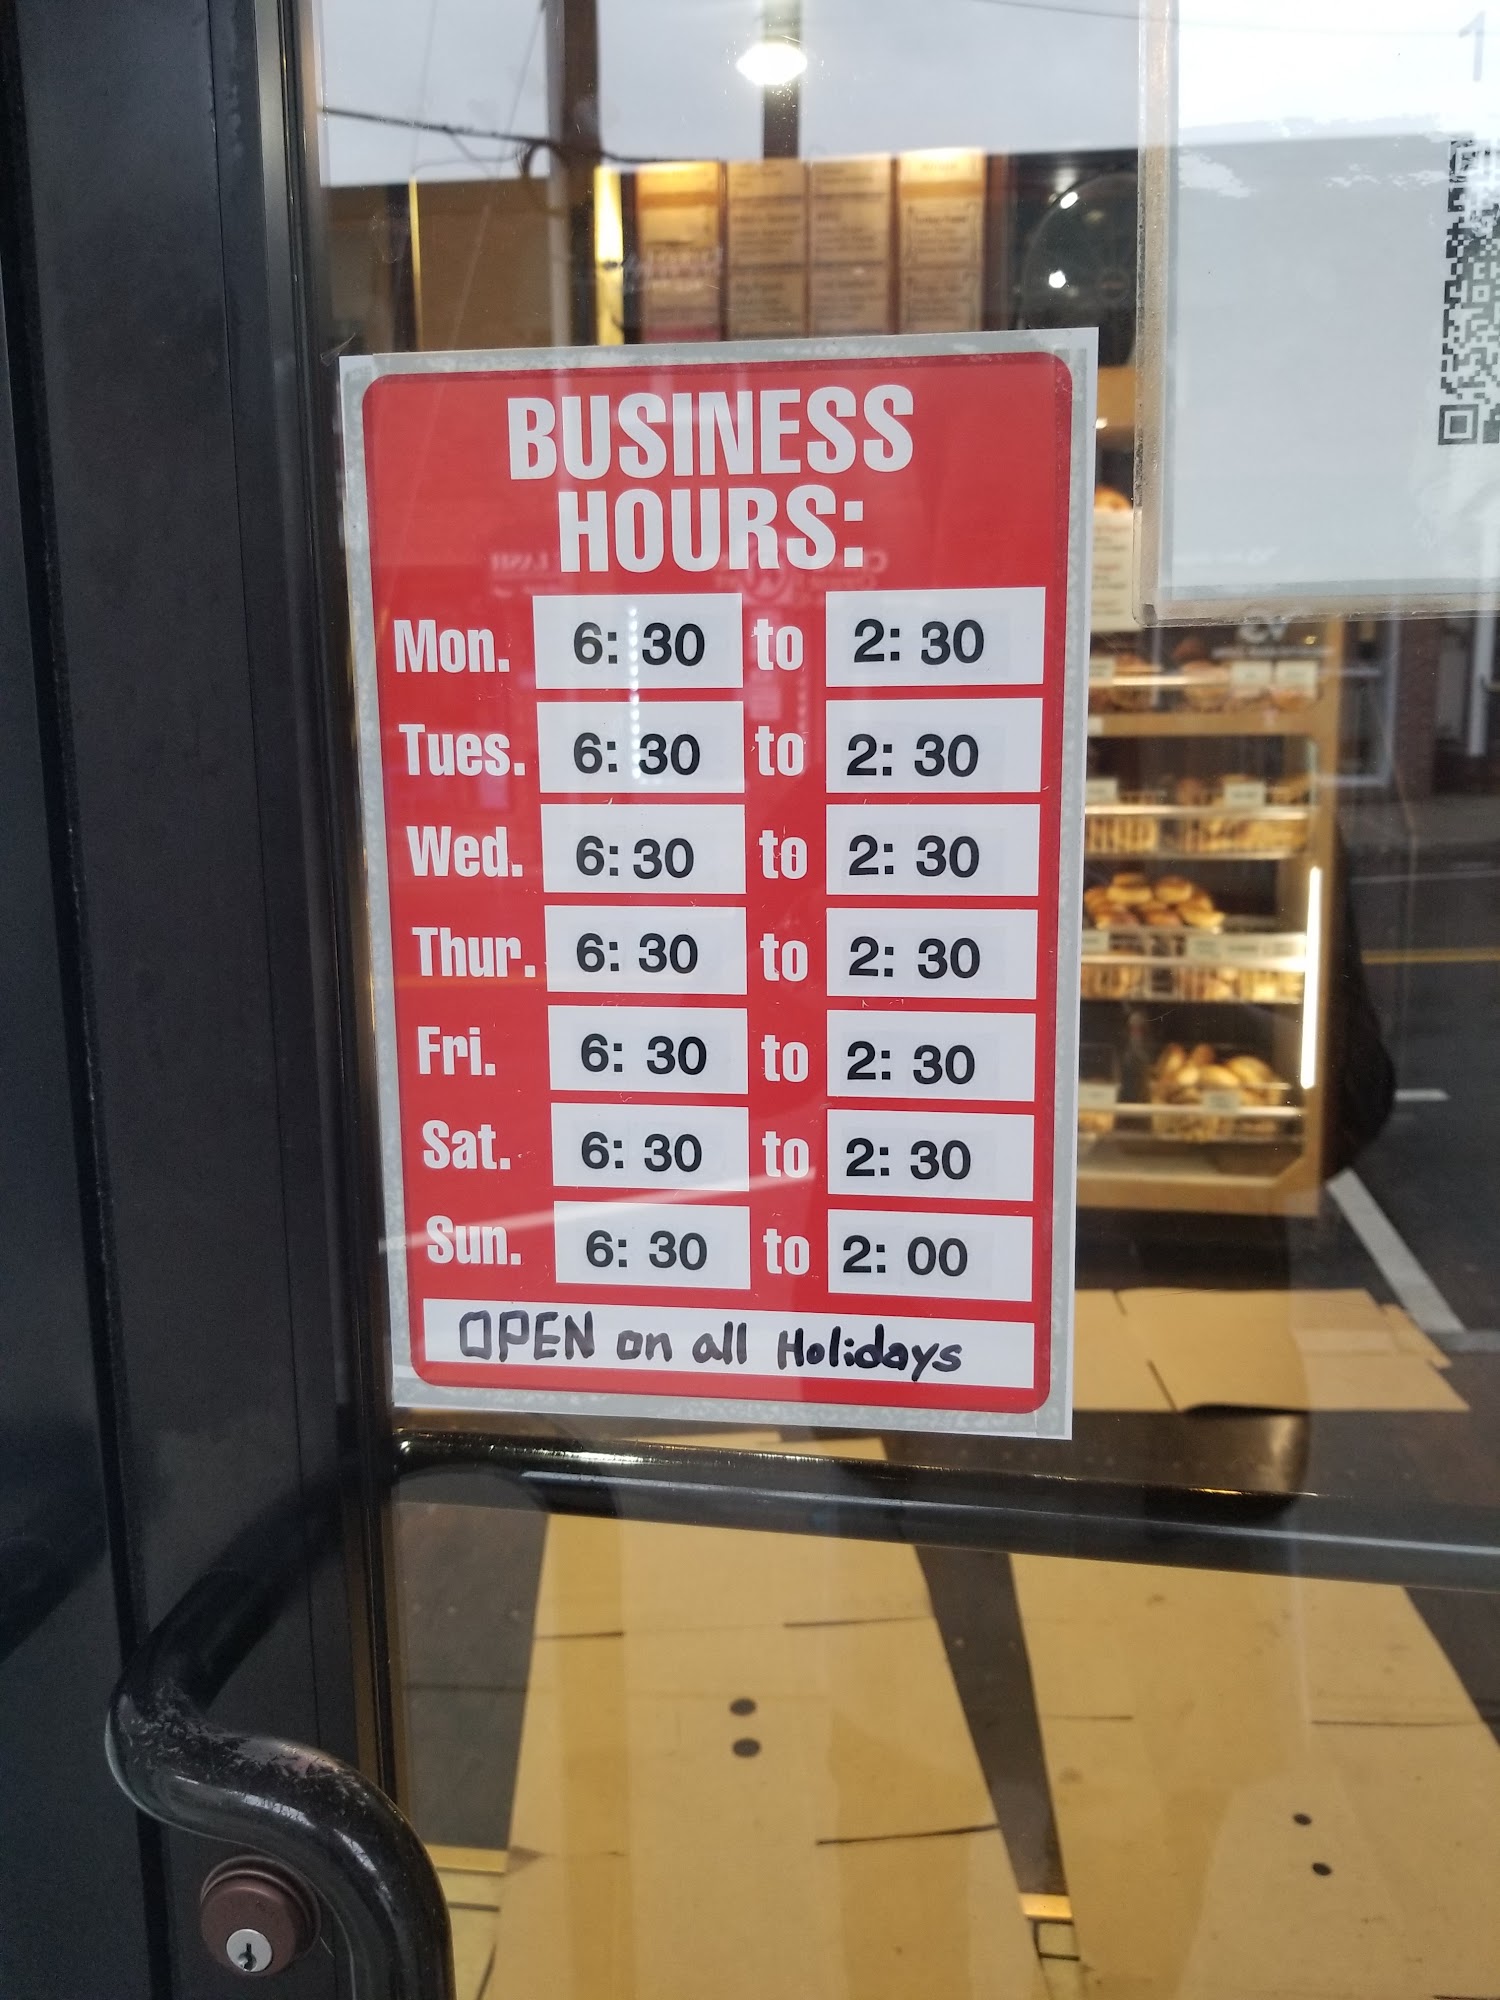 BUSINESS
HOURS:
Mon. 6: 30 to 2: 30
Tues. 6: 30 to 2: 30
Wed. 6: 30 to 2: 30
Thur. 6: 30 to 2: 30
Fri. 6: 30 to 2: 30
Sat. 6: 30 to 2: 30
Sun. 6: 30 to 2: 00
OPEN on all Holidays